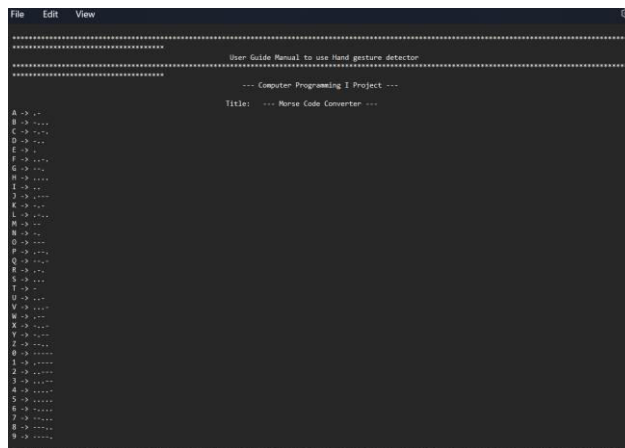 File Edit View
User Guide Manual to use Hand gesture detector
--- Computer Programming I Project ---
Title: --- Morse Code Converter ---
A -> .-
B -> -...
C -> -.-.
D -> -..
E -> .
F -> ..-.
G -> --.
H -> ....
I -> ..
J -> .---
K -> -.-
L -> .-..
M -> --
N -> -.
O -> ---
P -> .--.
Q -> --.-
R -> .-.
S -> ...
T -> -
U -> ..-
V -> ...-
W -> .--
X -> -..-
Y -> -.--
Z -> --..
0 -> -----
1 -> .----
2 -> ..---
3 -> ...--
4 -> ....-
5 -> .....
6 -> -....
7 -> --...
8 -> ---..
9 -> ----.